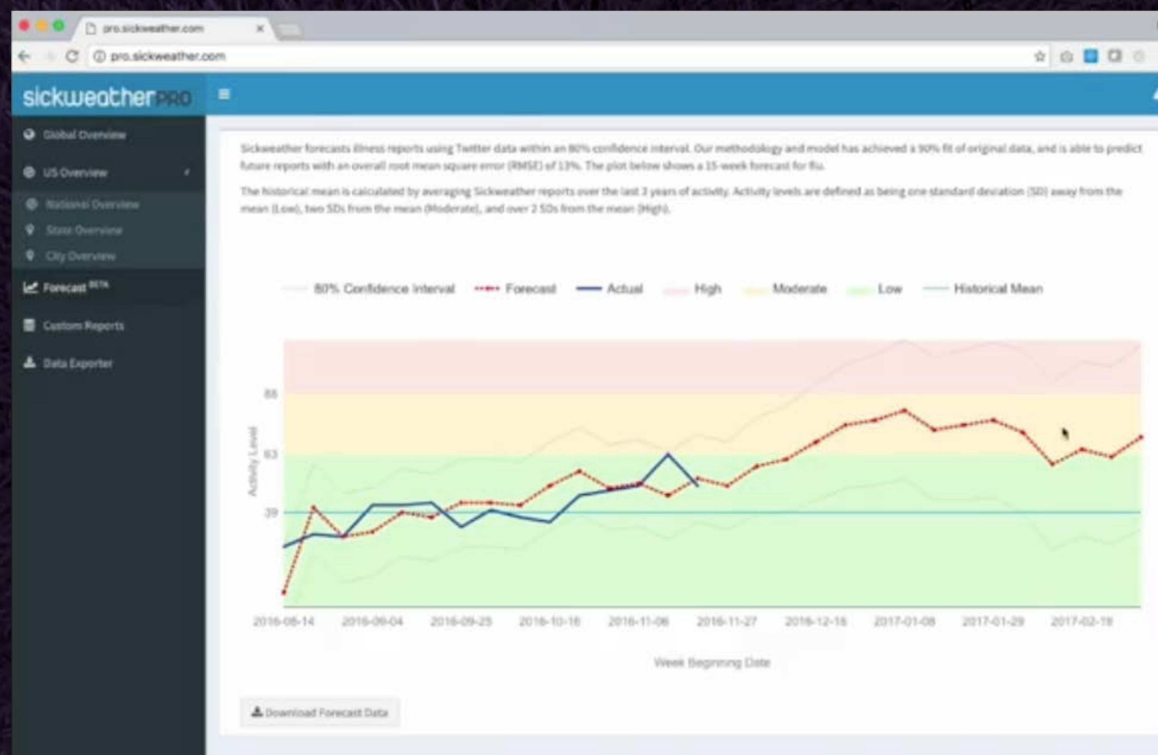 pro.sickweather.com
pro.sickweather.com
sickweatherPRO
Global Overview
US Overview
National Overview
State Overview
City Overview
Forecast BETA
Custom Reports
Data Exporter
Sickweather forecasts illness reports using Twitter data within an 80% confidence interval. Our methodology and model has achieved a 90% fit of original data, and is able to predict
future reports with an overall root mean square error (RMSE) of 13%. The plot below shows a 15-week forecast for flu.
The historical mean is calculated by averaging Sickweather reports over the last 3 years of activity. Activity levels are defined as being one standard deviation (SD) away from the
mean (Low), two SDs from the mean (Moderate), and over 2 SDs from the mean (High).
80% Confidence Interval Forecast Actual High Moderate Low Historical Mean
63
39
Activity Level
2016-08-14 2016-09-04 2016-09-25 2016-10-16 2016-11-06 2016-11-27 2016-12-18 2017-01-08 2017-01-29 2017-02-19
Week Beginning Date
Download Forecast Data